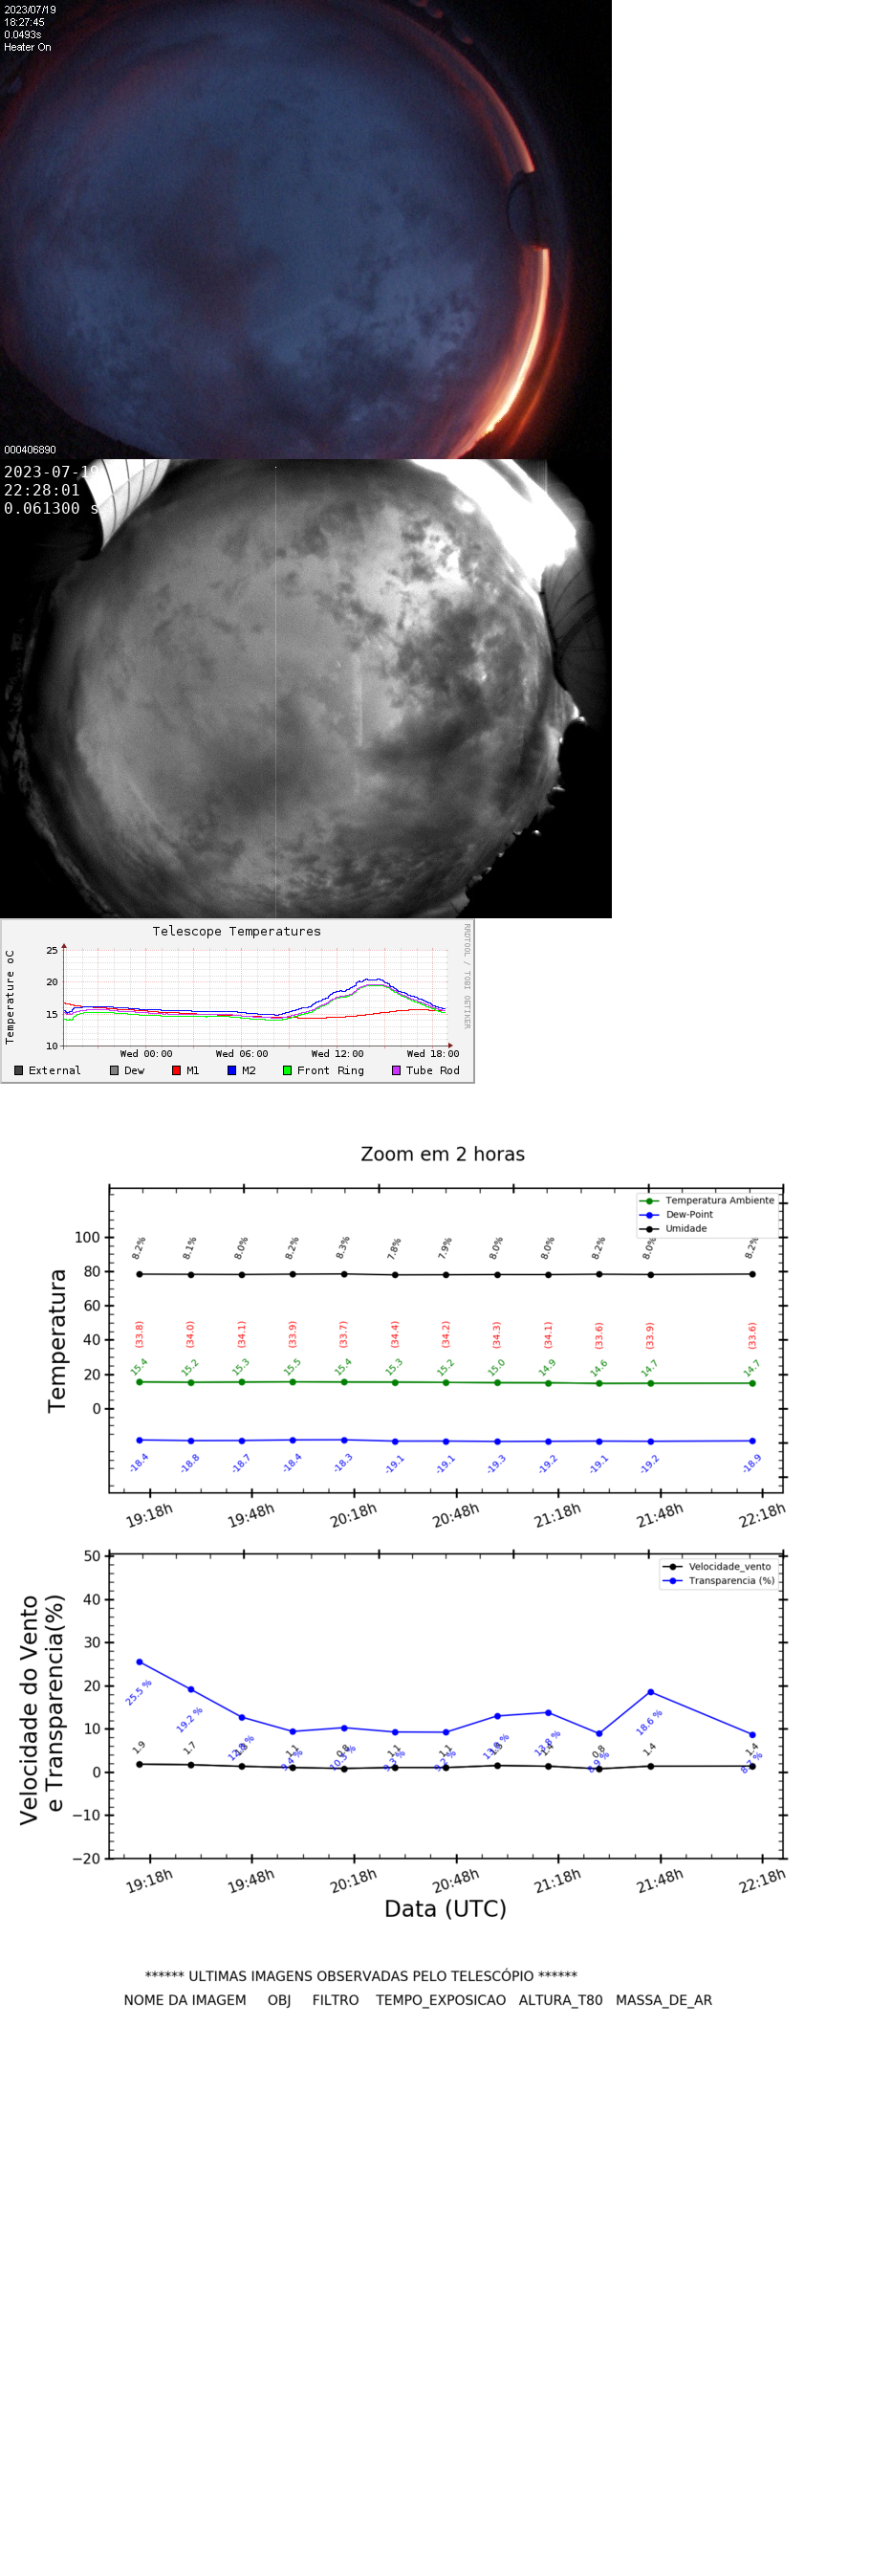 2023/07/19
18:27:45
0.0493s
Heater On
000406890
2023-07-19
22:28:01
0.061300 s
Telescope Temperatures
RRDTOOL / TOBI OETIKER
Temperature oC
25
20
15
10
Wed 00:00 Wed 06:00 Wed 12:00 Wed 18:00
External Dew M1 M2 Front Ring Tube Rod
Zoom em 2 horas
Temperatura Ambiente
Dew-Point
Umidade
Temperatura
100
80
60
40
20
0
8.2% 8.1% 8.0% 8.2% 8.3% 7.8% 7.9% 8.0% 8.0% 8.2% 8.0% 8.2%
(33.8) (34.0) (34.1) (33.9) (33.7) (34.4) (34.2) (34.3) (34.1) (33.6) (33.9) (33.6)
15.4 15.2 15.3 15.5 15.4 15.3 15.2 15.0 14.9 14.6 14.7 14.7
-18.4 -18.8 -18.7 -18.4 -18.3 -19.1 -19.1 -19.3 -19.2 -19.1 -19.2 -18.9
19:18h 19:48h 20:18h 20:48h 21:18h 21:48h 22:18h
Velocidade_vento
Transparencia (%)
Velocidade do Vento
e Transparencia(%)
50
40
30
20
10
0
−10
−20
25.5 % 19.2 % 18.6 %
1.9 1.7 1.1 1.1 1.1 0.8 1.4 1.4
19:18h 19:48h 20:18h 20:48h 21:18h 21:48h 22:18h
Data (UTC)
****** ULTIMAS IMAGENS OBSERVADAS PELO TELESCÓPIO ******
NOME DA IMAGEM OBJ FILTRO TEMPO_EXPOSICAO ALTURA_T80 MASSA_DE_AR